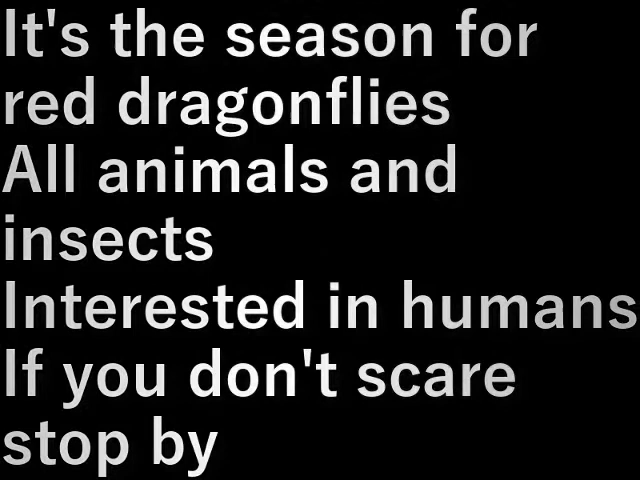 It's the season for
red dragonflies
All animals and
insects
Interested in humans
If you don't scare
stop by